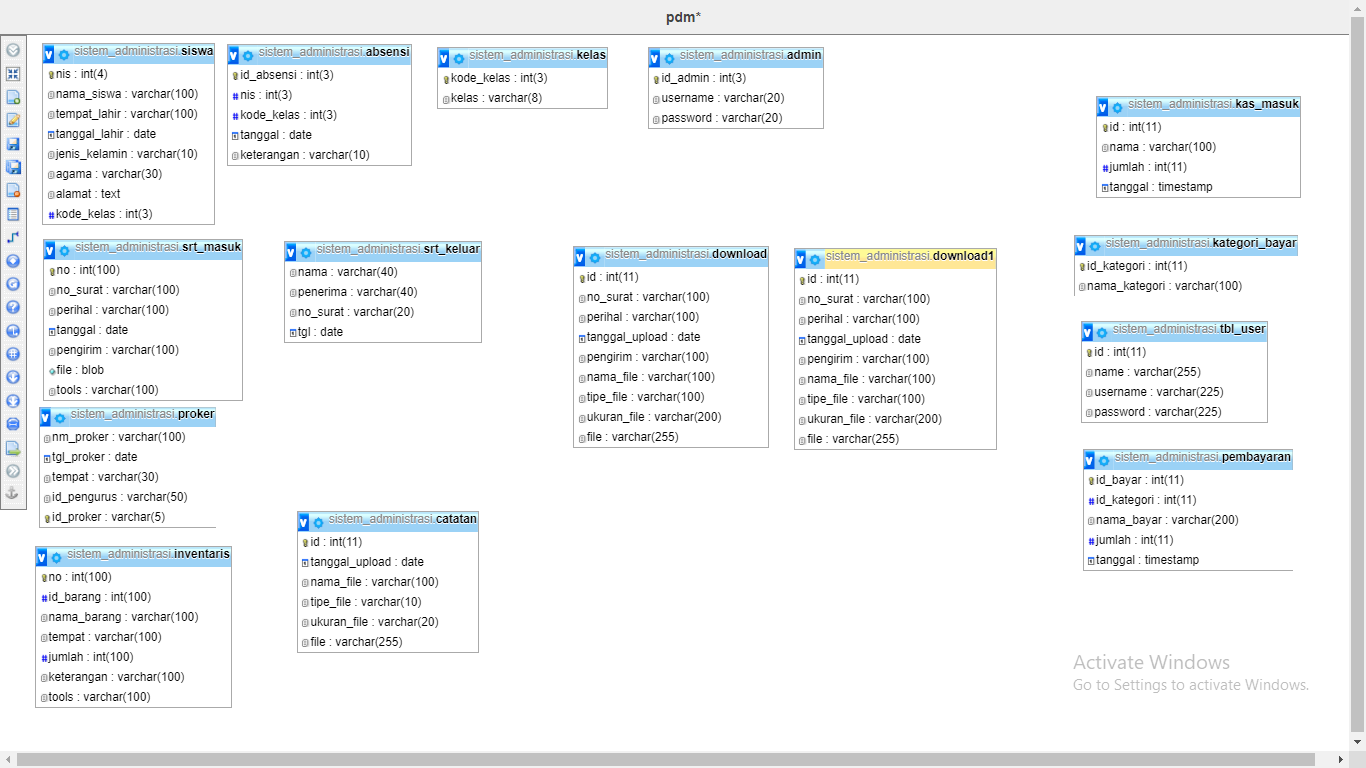 pdm*
sistem_administrasi.siswa
nis : int(4)
nama_siswa : varchar(100)
tempat_lahir : varchar(100)
tanggal_lahir : date
jenis_kelamin : varchar(10)
agama : varchar(30)
alamat : text
kode_kelas : int(3)
sistem_administrasi.absensi
id_absensi : int(3)
nis : int(3)
kode_kelas : int(3)
tanggal : date
keterangan : varchar(10)
sistem_administrasi.kelas
kode_kelas : int(3)
kelas : varchar(8)
sistem_administrasi.admin
id_admin : int(3)
username : varchar(20)
password : varchar(20)
sistem_administrasi.kas_masuk
id : int(11)
nama : varchar(100)
jumlah : int(11)
tanggal : timestamp
sistem_administrasi.srt_masuk
no : int(100)
no_surat : varchar(100)
perihal : varchar(100)
tanggal : date
pengirim : varchar(100)
file : blob
tools : varchar(100)
sistem_administrasi.srt_keluar
nama : varchar(40)
penerima : varchar(40)
no_surat : varchar(20)
tgl : date
sistem_administrasi.download
id : int(11)
no_surat : varchar(100)
perihal : varchar(100)
tanggal_upload : date
pengirim : varchar(100)
nama_file : varchar(100)
tipe_file : varchar(100)
ukuran_file : varchar(200)
file : varchar(255)
sistem_administrasi.download1
id : int(11)
no_surat : varchar(100)
perihal : varchar(100)
tanggal_upload : date
pengirim : varchar(100)
nama_file : varchar(100)
tipe_file : varchar(100)
ukuran_file : varchar(200)
file : varchar(255)
sistem_administrasi.kategori_bayar
id_kategori : int(11)
nama_kategori : varchar(100)
sistem_administrasi.tbl_user
id : int(11)
name : varchar(255)
username : varchar(225)
password : varchar(225)
sistem_administrasi.proker
nm_proker : varchar(100)
tgl_proker : date
tempat : varchar(30)
id_pengurus : varchar(50)
id_proker : varchar(5)
sistem_administrasi.pembayaran
id_bayar : int(11)
id_kategori : int(11)
nama_bayar : varchar(200)
jumlah : int(11)
tanggal : timestamp
sistem_administrasi.catatan
id : int(11)
tanggal_upload : date
nama_file : varchar(100)
tipe_file : varchar(10)
ukuran_file : varchar(20)
file : varchar(255)
sistem_administrasi.inventaris
no : int(100)
id_barang : int(100)
nama_barang : varchar(100)
tempat : varchar(100)
jumlah : int(100)
keterangan : varchar(100)
tools : varchar(100)
Activate Windows
Go to Settings to activate Windows.